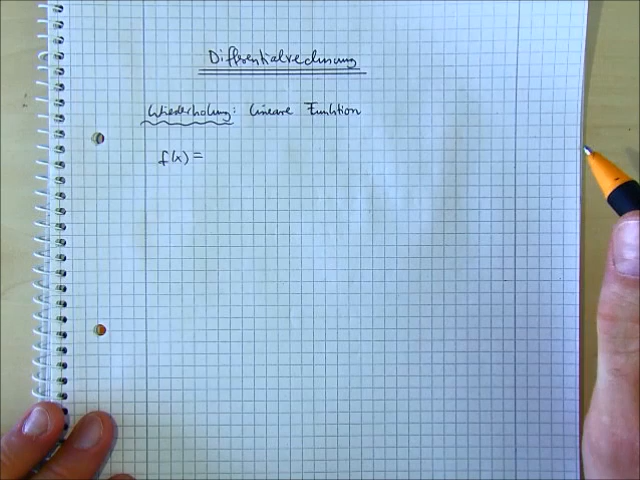 Differentialrechnung
Wiederholung: Lineare Funktion
f(x) =